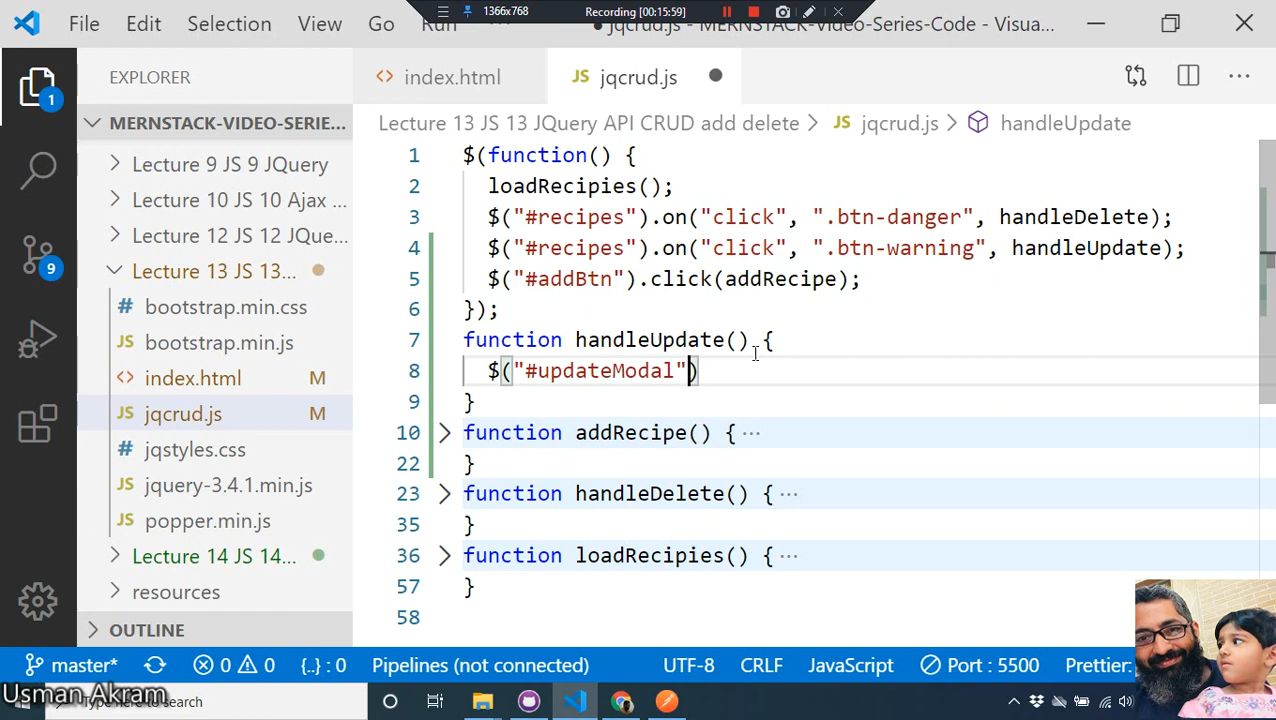 1366x768
Recording [00:15:59]
File Edit Selection View Go Run
● jqcrud.js - MERNSTACK-Video-Series-Code - Visua...
EXPLORER
index.html
JS jqcrud.js
MERNSTACK-VIDEO-SERIE...
Lecture 13 JS 13 JQuery API CRUD add delete > JS jqcrud.js > handleUpdate
Lecture 9 JS 9 JQuery
Lecture 10 JS 10 Ajax ...
Lecture 12 JS 12 JQue...
Lecture 13 JS 13...
# bootstrap.min.css
JS bootstrap.min.js
index.html M
JS jqcrud.js M
# jqstyles.css
JS jquery-3.4.1.min.js
JS popper.min.js
Lecture 14 JS 14...
resources
OUTLINE
1
9
1 $(function() {
2 loadRecipies();
3 $("#recipes").on("click", ".btn-danger", handleDelete);
4 $("#recipes").on("click", ".btn-warning", handleUpdate);
5 $("#addBtn").click(addRecipe);
6 });
7 function handleUpdate() {
8 $("#updateModal")
9 }
10 function addRecipe() { ...
22 }
23 function handleDelete() { ...
35 }
36 function loadRecipies() { ...
57 }
58
master* 0 0 {..} : 0 Pipelines (not connected) UTF-8 CRLF JavaScript Port : 5500 Prettier:
Usman Akram
Type here to search